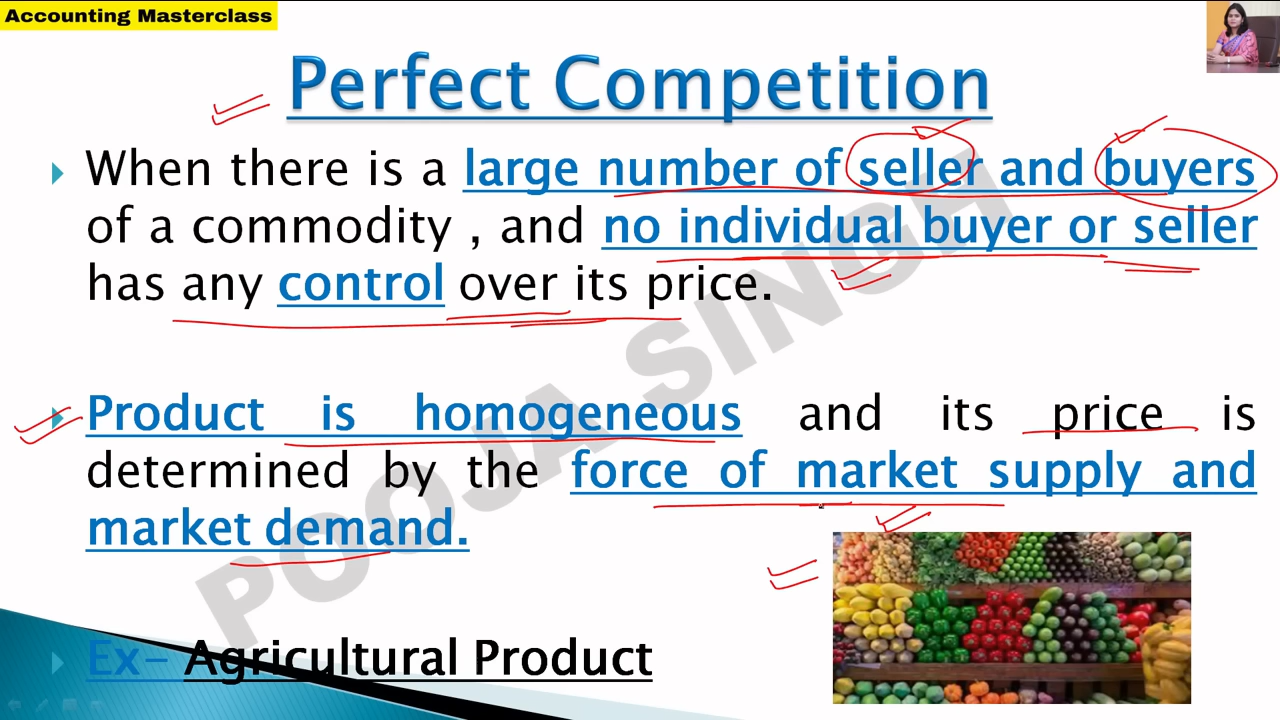 Accounting Masterclass
Perfect Competition
When there is a large number of seller and buyers
of a commodity , and no individual buyer or seller
has any control over its price.
Product is homogeneous and its price is
determined by the force of market supply and
market demand.
Ex- Agricultural Product
POOJA SINGH